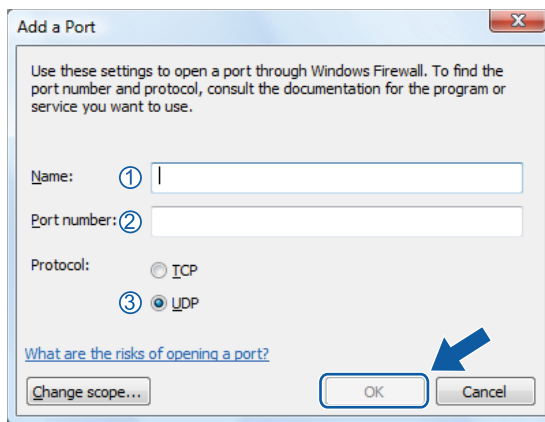 Add a Port
Use these settings to open a port through Windows Firewall. To find the
port number and protocol, consult the documentation for the program or
service you want to use.
Name: ①
Port number: ②
Protocol: TCP
③ UDP
What are the risks of opening a port?
Change scope... OK Cancel